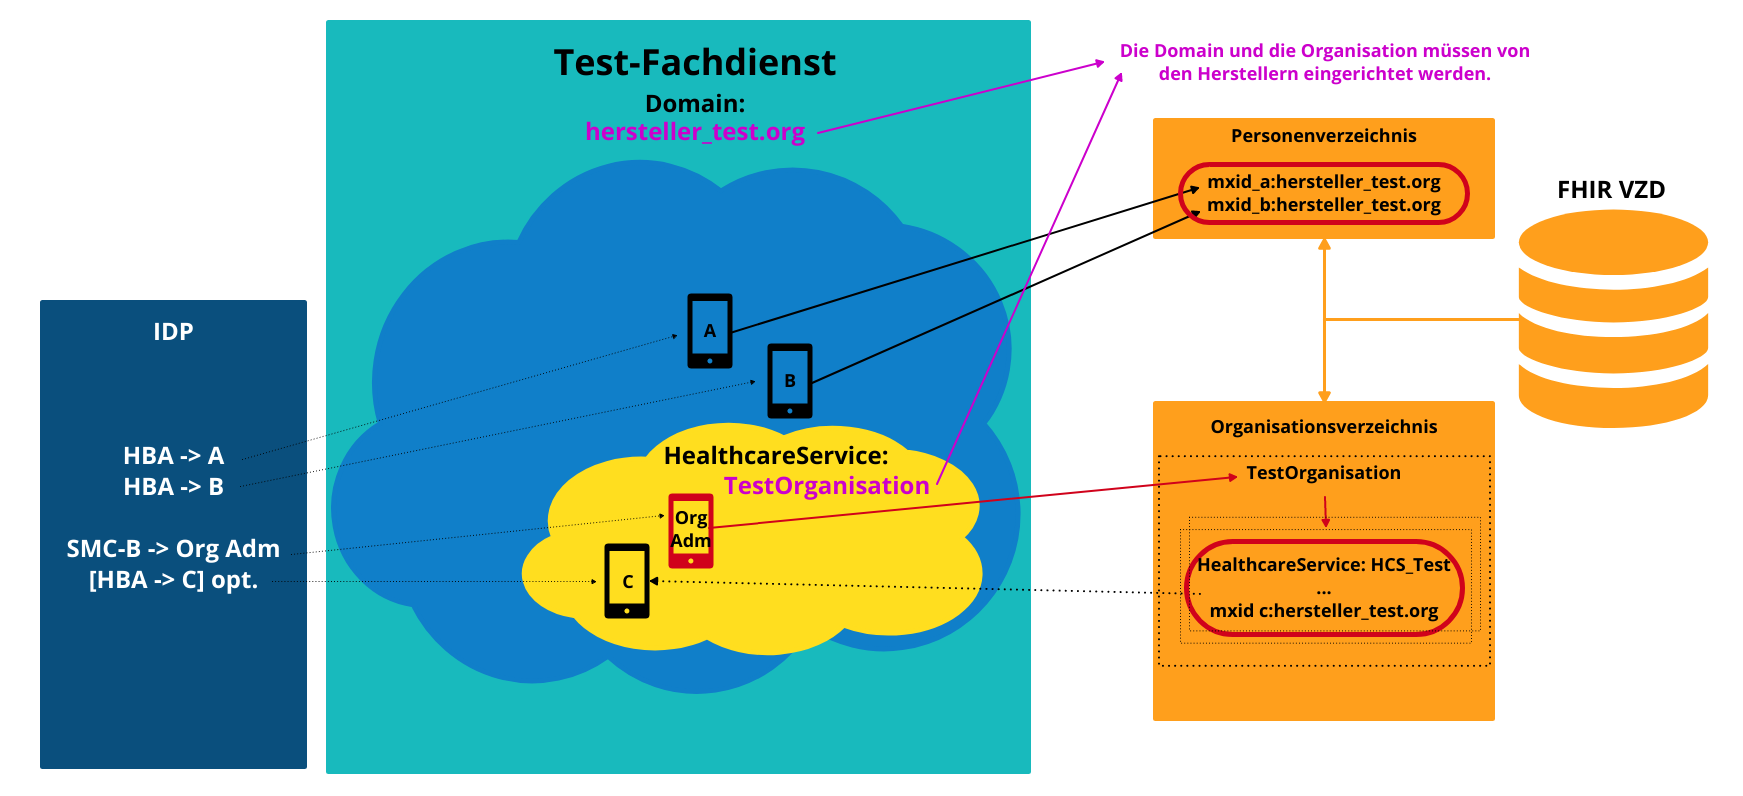 Test-Fachdienst
Domain:
hersteller_test.org
Die Domain und die Organisation müssen von
den Herstellern eingerichtet werden.
Personenverzeichnis
mxid_a:hersteller_test.org
mxid_b:hersteller_test.org
FHIR VZD
IDP
HBA -> A
HBA -> B
SMC-B -> Org Adm
[HBA -> C] opt.
A
B
HealthcareService:
TestOrganisation
Org
Adm
C
Organisationsverzeichnis
TestOrganisation
HealthcareService: HCS_Test
...
mxid c:hersteller_test.org